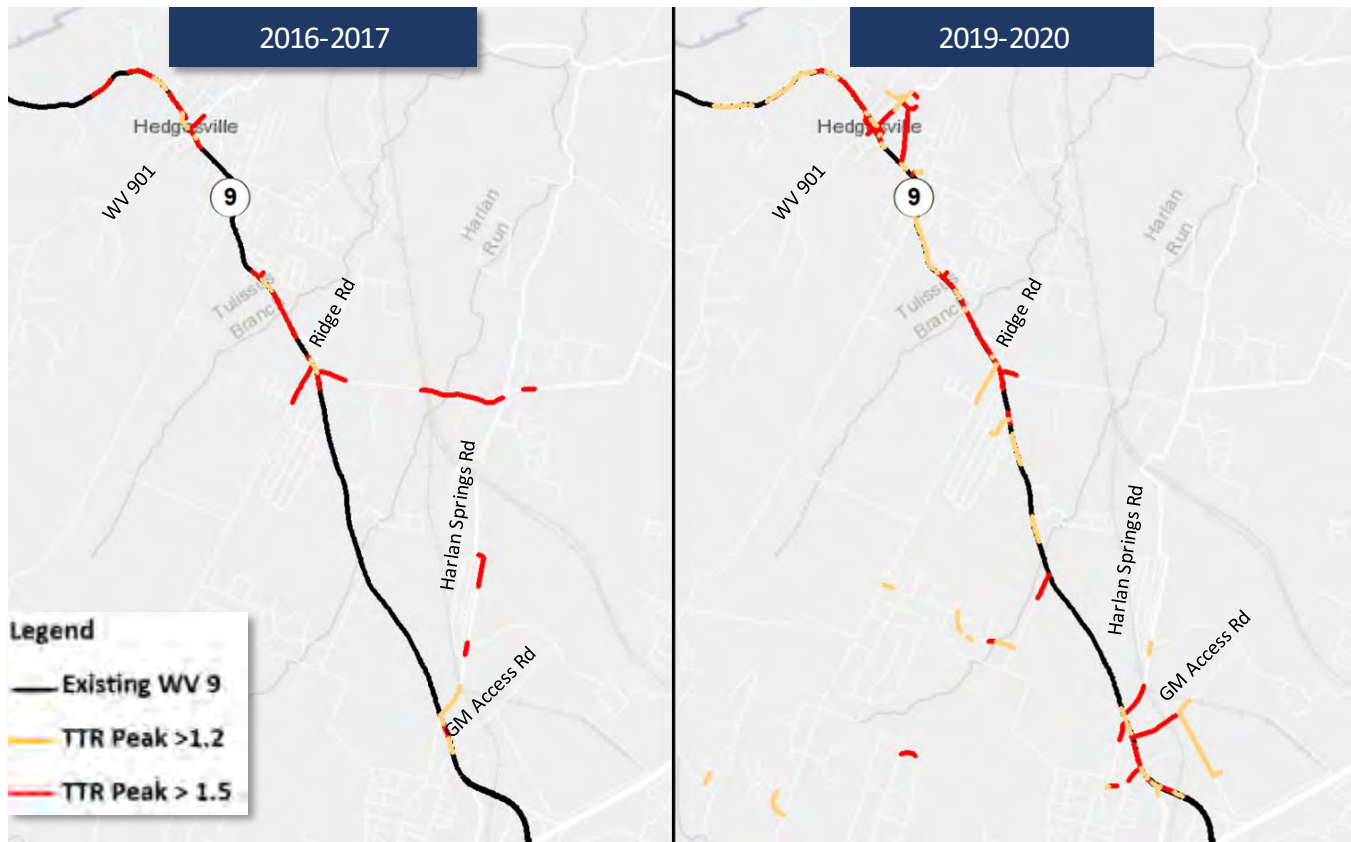 2016-2017
Hedgesville
WV 901
9
Harlan
Run
Tulissus
Branch
Ridge Rd
Harlan Springs Rd
GM Access Rd
Legend
Existing WV 9
TTR Peak >1.2
TTR Peak > 1.5
2019-2020
Hedgesville
WV 901
9
Harlan
Run
Tulissus
Branch
Ridge Rd
Harlan Springs Rd
GM Access Rd